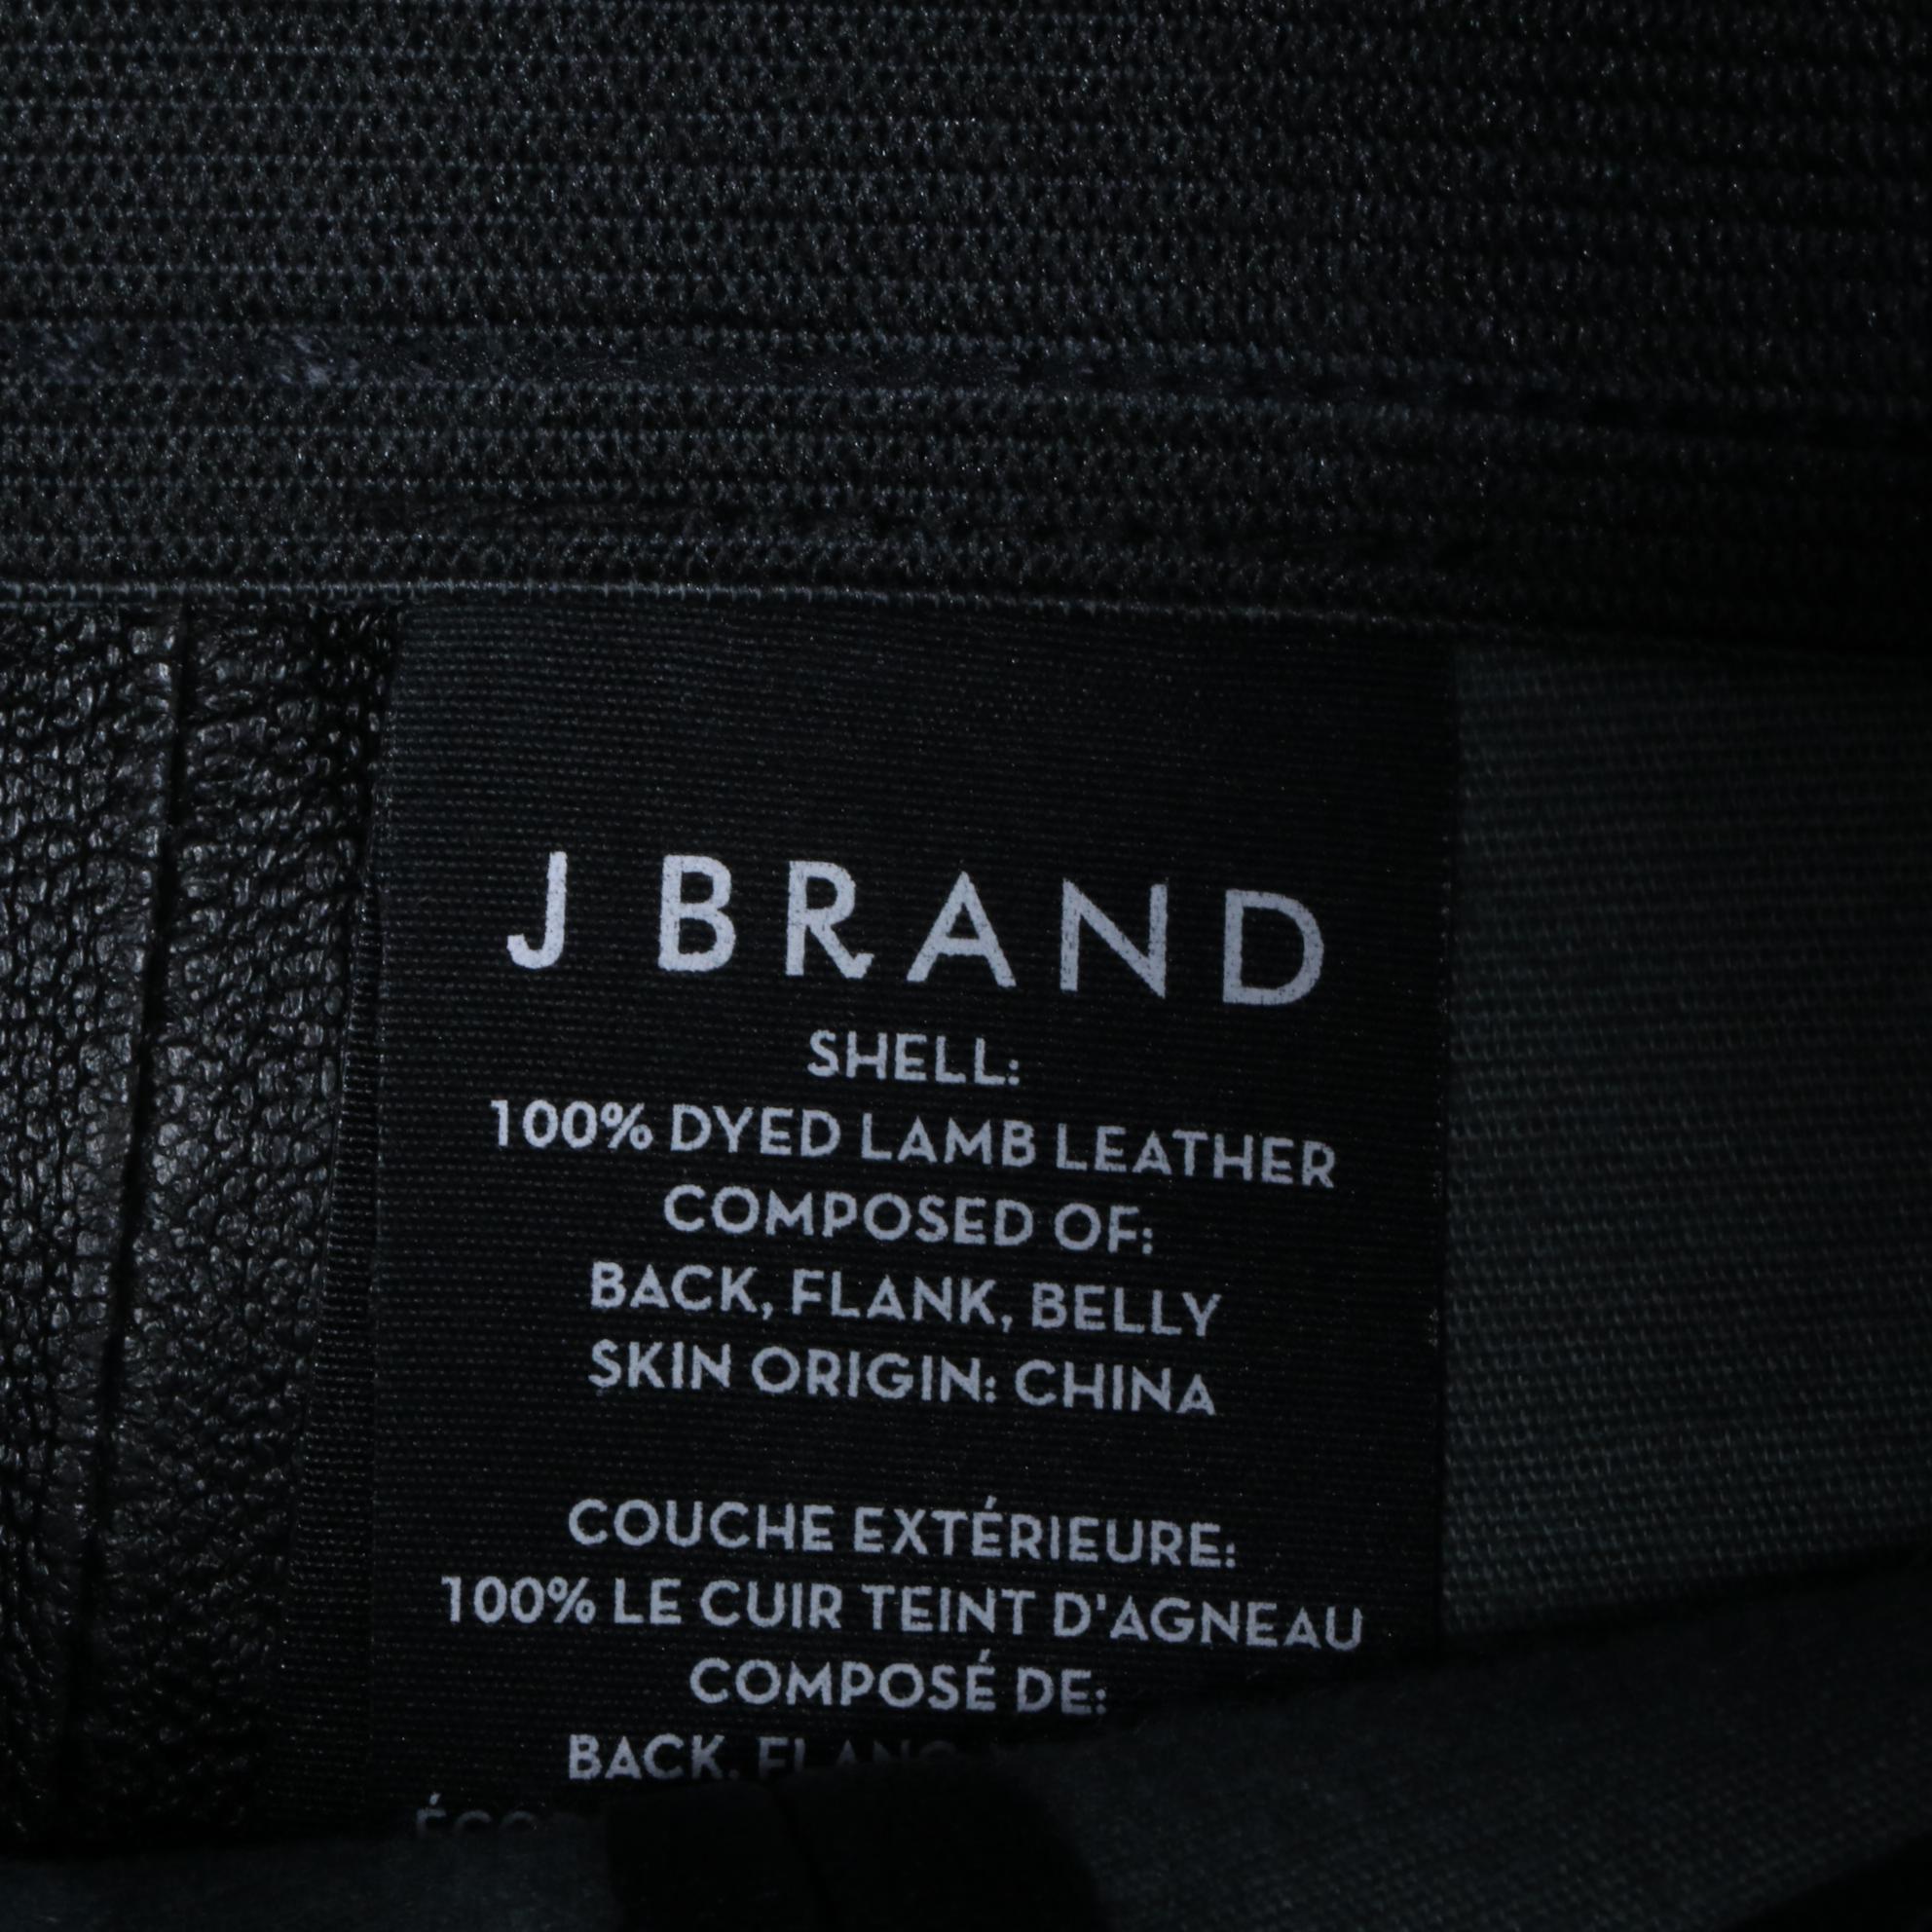 J BRAND
SHELL:
100% DYED LAMB LEATHER
COMPOSED OF:
BACK, FLANK, BELLY
SKIN ORIGIN: CHINA
COUCHE EXTÉRIEURE:
100% LE CUIR TEINT D'AGNEAU
COMPOSÉ DE:
BACK,